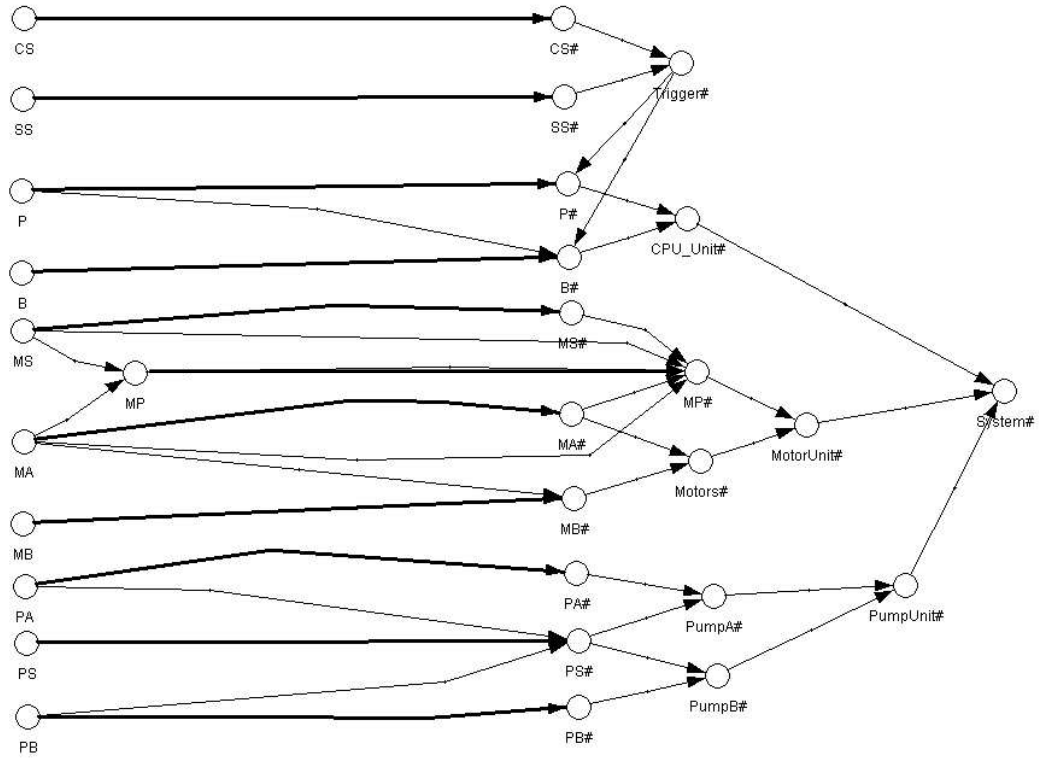 CS
CS#
Trigger#
SS
SS#
P
P#
CPU_Unit#
B
B#
MS
MS#
MP
MP#
System#
MA
MA#
MotorUnit#
Motors#
MB
MB#
PA
PA#
PumpA#
PumpUnit#
PS
PS#
PumpB#
PB
PB#